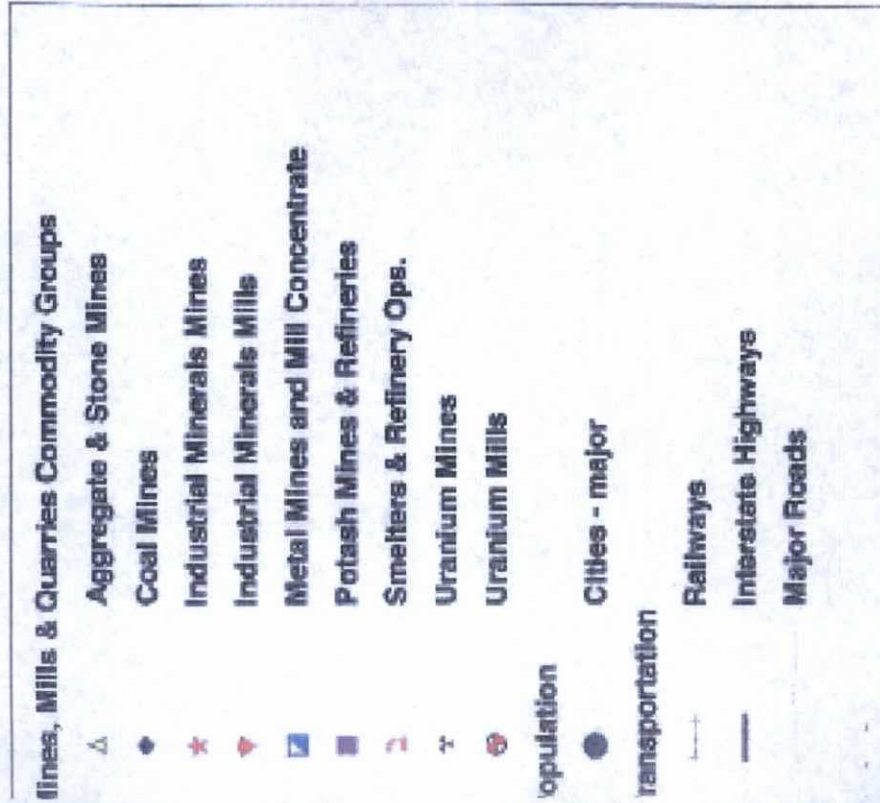 lines, Mills & Quarries Commodity Groups
Aggregate & Stone Mines
Coal Mines
Industrial Minerals Mines
Industrial Minerals Mills
Metal Mines and Mill Concentrate
Potash Mines & Refineries
Smelters & Refinery Ops.
Uranium Mines
Uranium Mills
opulation
Cities - major
ransportation
Railways
Interstate Highways
Major Roads